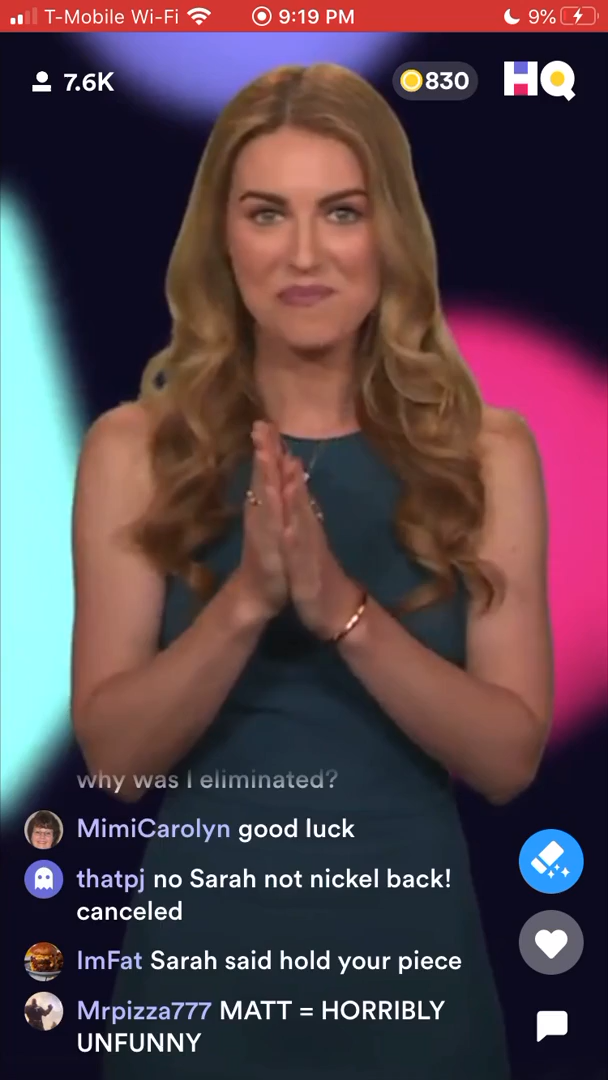 T-Mobile Wi-Fi 9:19 PM 9%
7.6K 830 HQ
why was I eliminated?
MimiCarolyn good luck
thatpj no Sarah not nickel back!
canceled
ImFat Sarah said hold your piece
Mrpizza777 MATT = HORRIBLY
UNFUNNY